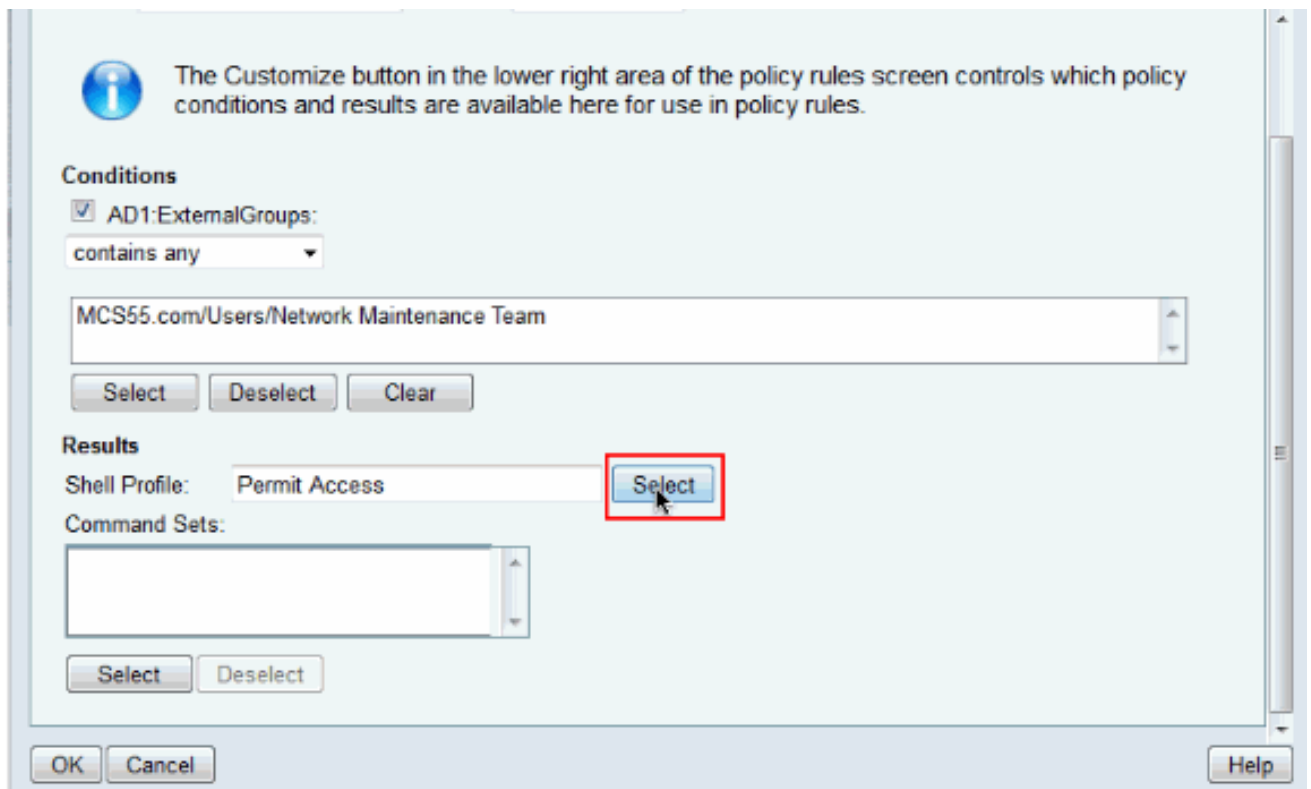 The Customize button in the lower right area of the policy rules screen controls which policy
conditions and results are available here for use in policy rules.
Conditions
AD1:ExternalGroups:
contains any
MCS55.com/Users/Network Maintenance Team
Select Deselect Clear
Results
Shell Profile: Permit Access Select
Command Sets:
Select Deselect
OK Cancel Help